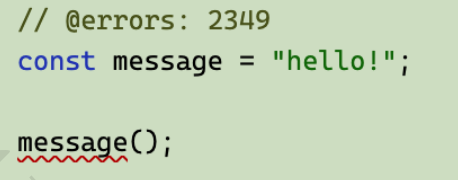 // @errors: 2349
const message = "hello!";
message();